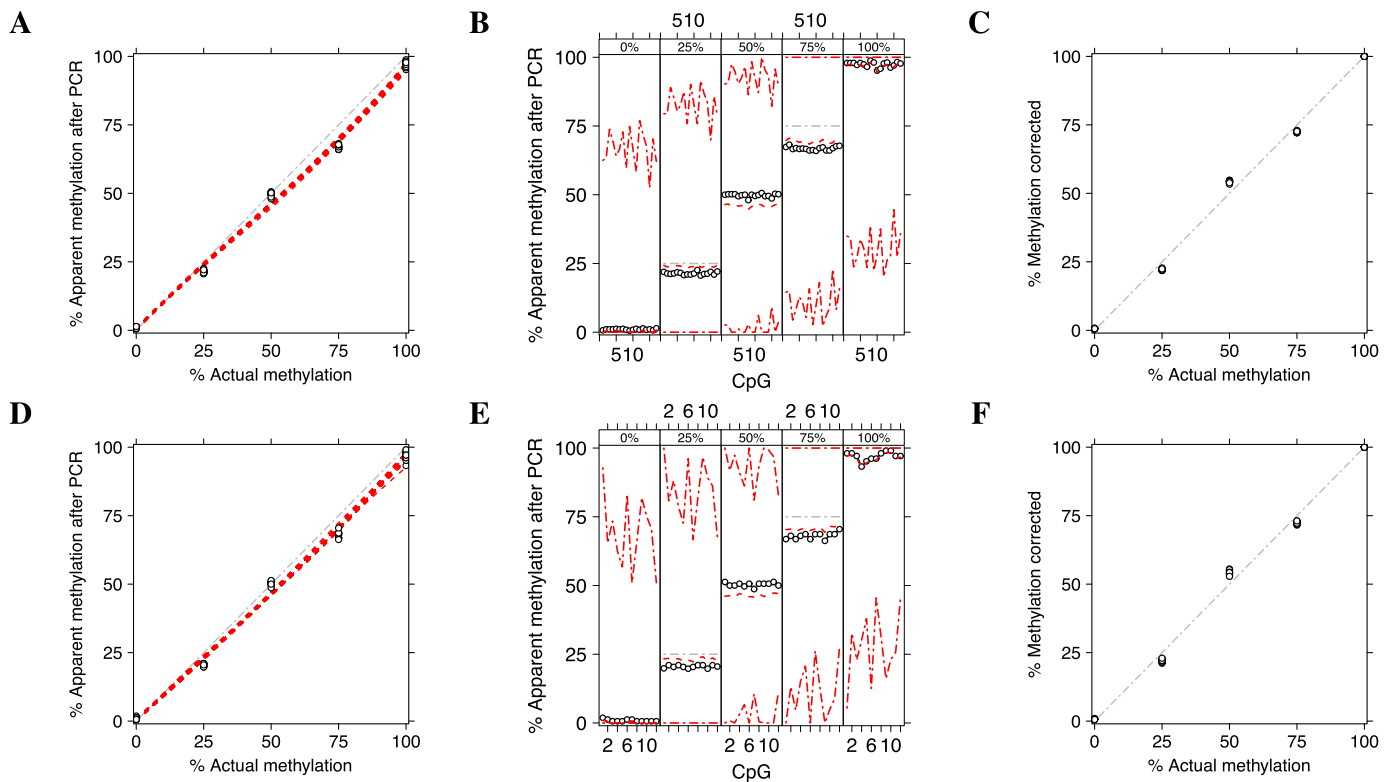 A
% Apparent methylation after PCR
100
75
50
25
0
0 25 50 75 100
% Actual methylation
B
510 510
0% 25% 50% 75% 100%
% Apparent methylation after PCR
100
75
50
25
0
510 510 510
CpG
C
% Methylation corrected
100
75
50
25
0
0 25 50 75 100
% Actual methylation
D
% Apparent methylation after PCR
100
75
50
25
0
0 25 50 75 100
% Actual methylation
E
2 6 10 2 6 10
0% 25% 50% 75% 100%
% Apparent methylation after PCR
100
75
50
25
0
2 6 10 2 6 10 2 6 10
CpG
F
% Methylation corrected
100
75
50
25
0
0 25 50 75 100
% Actual methylation